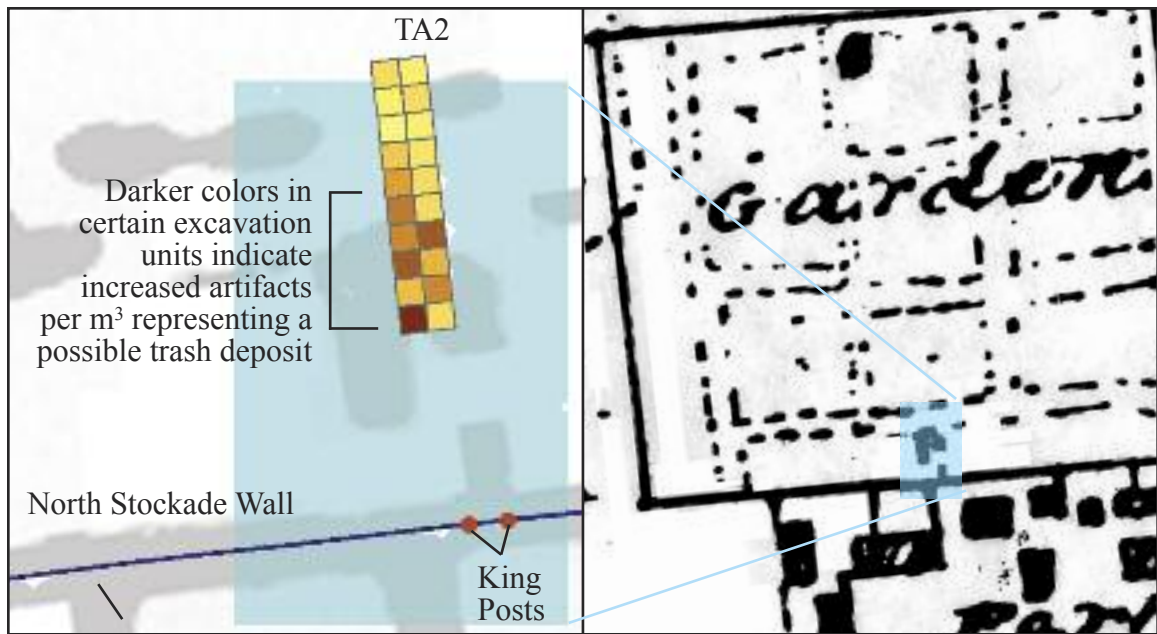 TA2
Darker colors in
certain excavation
units indicate
increased artifacts
per m³ representing a
possible trash deposit
North Stockade Wall
King
Posts
Garden